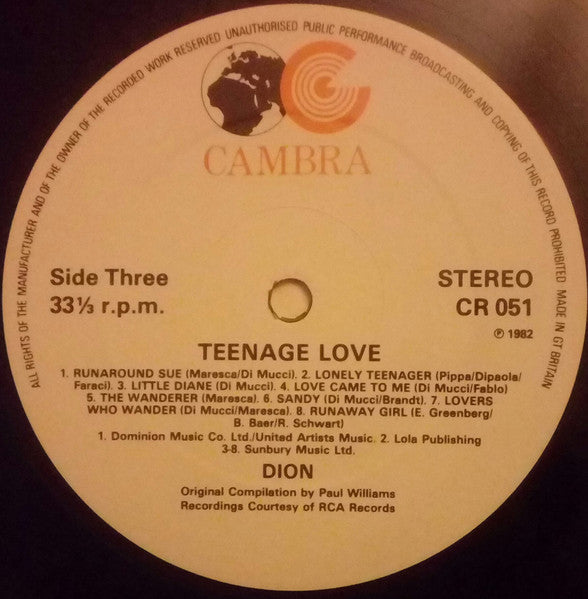 ALL RIGHTS OF THE MANUFACTURER AND OF THE OWNER OF THE RECORDED WORK RESERVED UNAUTHORISED PUBLIC PERFORMANCE BROADCASTING AND COPYING OF THIS RECORD PROHIBITED MADE IN GT BRITAIN
CAMBRA
Side Three
33⅓ r.p.m.
STEREO
CR 051
℗ 1982
TEENAGE LOVE
1. RUNAROUND SUE (Maresca/Di Mucci). 2. LONELY TEENAGER (Pippa/Dipaola/
Faraci). 3. LITTLE DIANE (Di Mucci). 4. LOVE CAME TO ME (Di Mucci/Fablo)
5. THE WANDERER (Maresca). 6. SANDY (Di Mucci/Brandt). 7. LOVERS
WHO WANDER (Di Mucci/Maresca). 8. RUNAWAY GIRL (E. Greenberg/
B. Baer/R. Schwart)
1. Dominion Music Co. Ltd./United Artists Music. 2. Lola Publishing
3-8. Sunbury Music Ltd.
DION
Original Compilation by Paul Williams
Recordings Courtesy of RCA Records